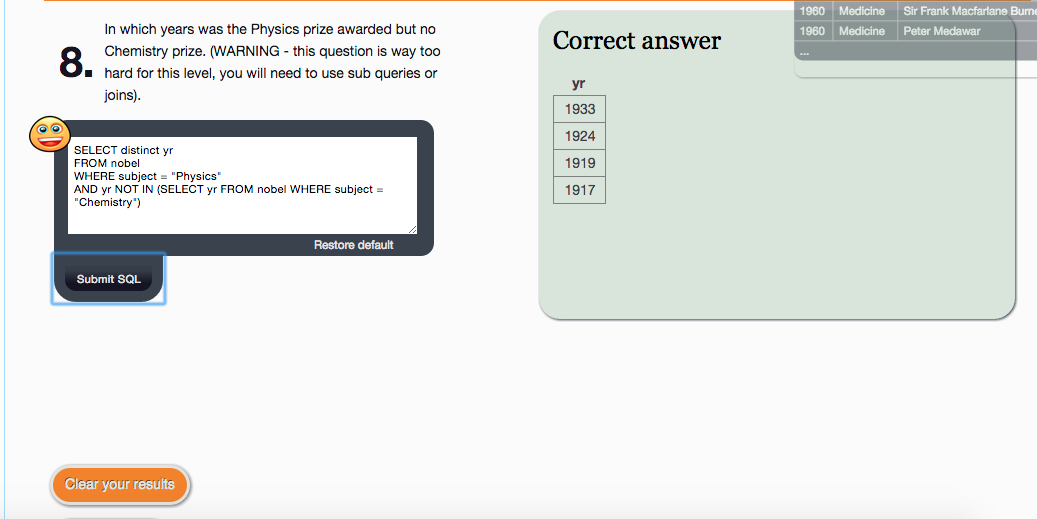 8.
In which years was the Physics prize awarded but no
Chemistry prize. (WARNING - this question is way too
hard for this level, you will need to use sub queries or
joins).
SELECT distinct yr
FROM nobel
WHERE subject = "Physics"
AND yr NOT IN (SELECT yr FROM nobel WHERE subject =
"Chemistry")
Restore default
Submit SQL
Correct answer
yr
1933
1924
1919
1917
1960 Medicine Sir Frank Macfarlane
1960 Medicine Peter Medawar
...
Clear your results